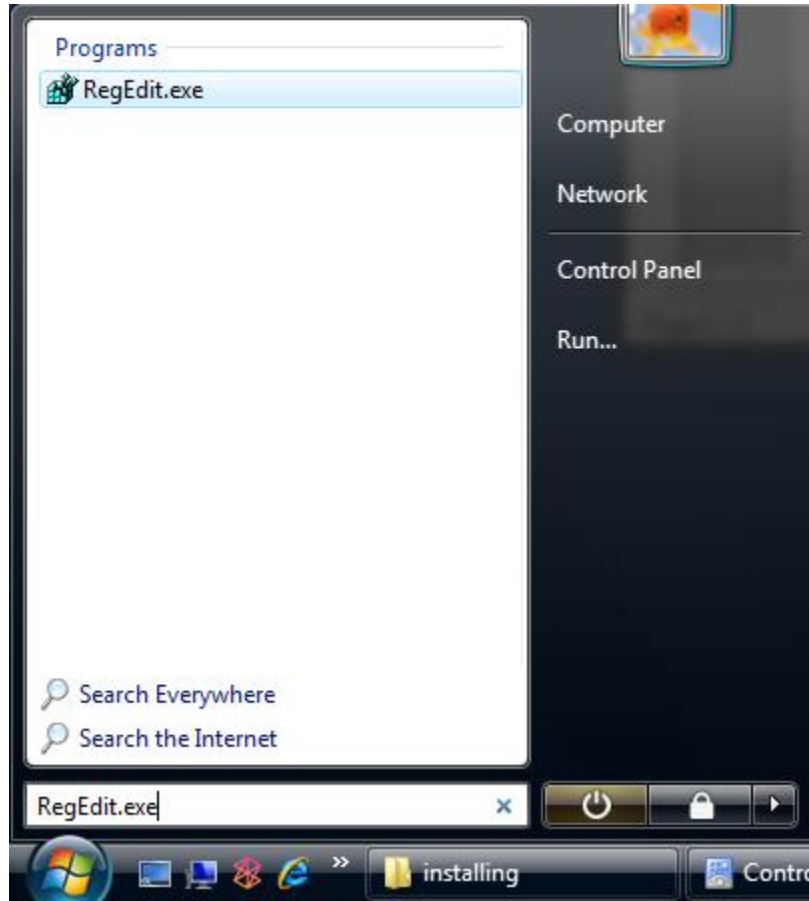 Programs
RegEdit.exe
Computer
Network
Control Panel
Run...
Search Everywhere
Search the Internet
RegEdit.exe
installing
Contro